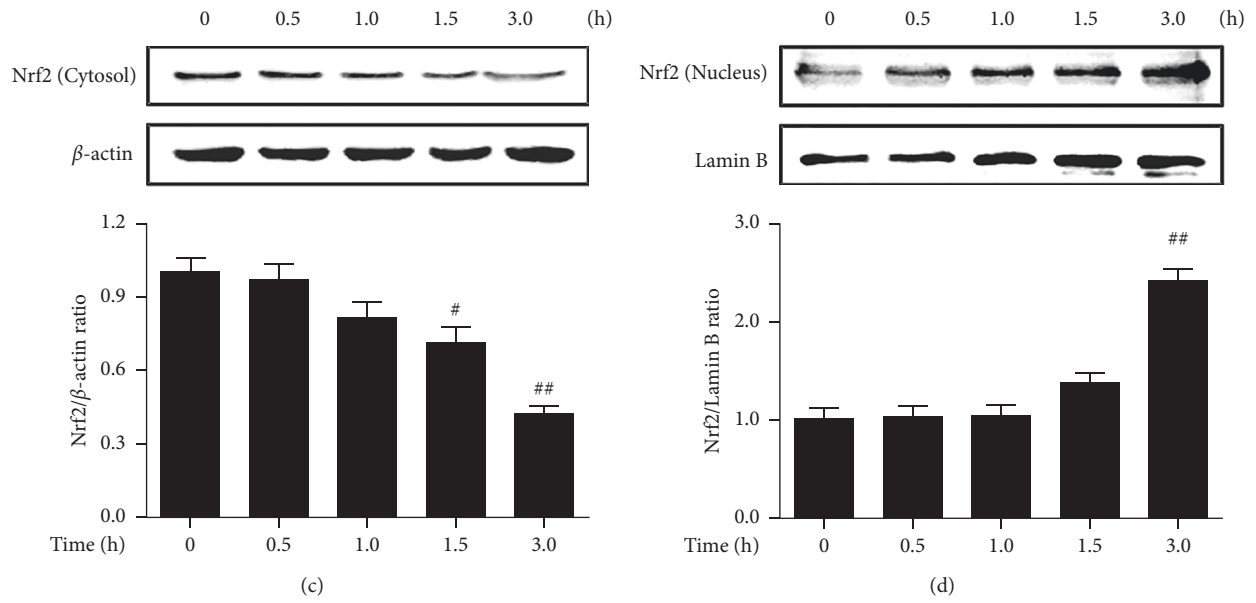 0 0.5 1.0 1.5 3.0 (h)
Nrf2 (Cytosol)
β-actin
1.2
0.9
0.6
0.3
0.0
Nrf2/β-actin ratio
# 
##
Time (h) 0 0.5 1.0 1.5 3.0
(c)
0 0.5 1.0 1.5 3.0 (h)
Nrf2 (Nucleus)
Lamin B
3.0
2.0
1.0
0.0
Nrf2/Lamin B ratio
##
Time (h) 0 0.5 1.0 1.5 3.0
(d)